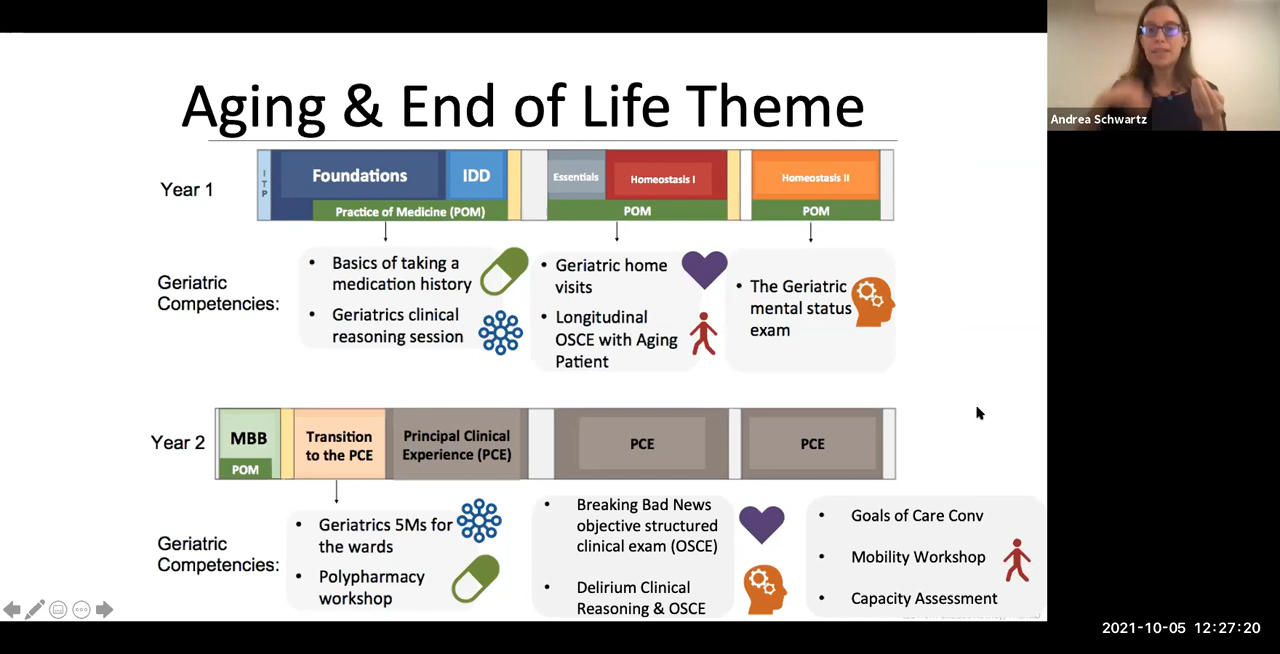 Aging & End of Life Theme
Andrea Schwartz
Year 1
ITP
Foundations
IDD
Essentials
Homeostasis I
Homeostasis II
Practice of Medicine (POM)
POM
POM
Geriatric
Competencies:
• Basics of taking a
medication history
• Geriatrics clinical
reasoning session
• Geriatric home
visits
• Longitudinal
OSCE with Aging
Patient
• The Geriatric
mental status
exam
Year 2
MBB
POM
Transition
to the PCE
Principal Clinical
Experience (PCE)
PCE
PCE
Geriatric
Competencies:
• Geriatrics 5Ms for
the wards
• Polypharmacy
workshop
• Breaking Bad News
objective structured
clinical exam (OSCE)
• Delirium Clinical
Reasoning & OSCE
• Goals of Care Conv
• Mobility Workshop
• Capacity Assessment
2021-10-05 12:27:20